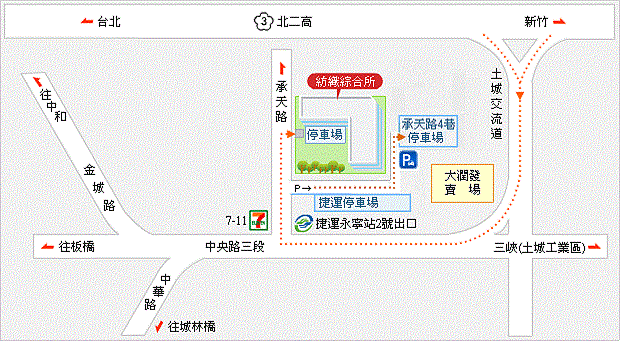 台北
3 北二高
新竹
土城交流道
紡織綜合所
承天路
停車場
承天路4巷
停車場
P
大潤發
賣 場
P→
捷運停車場
捷運永寧站2號出口
7-11
7
往中和
金城路
往板橋
中央路三段
三峽(土城工業區)
中華路
往城林橋